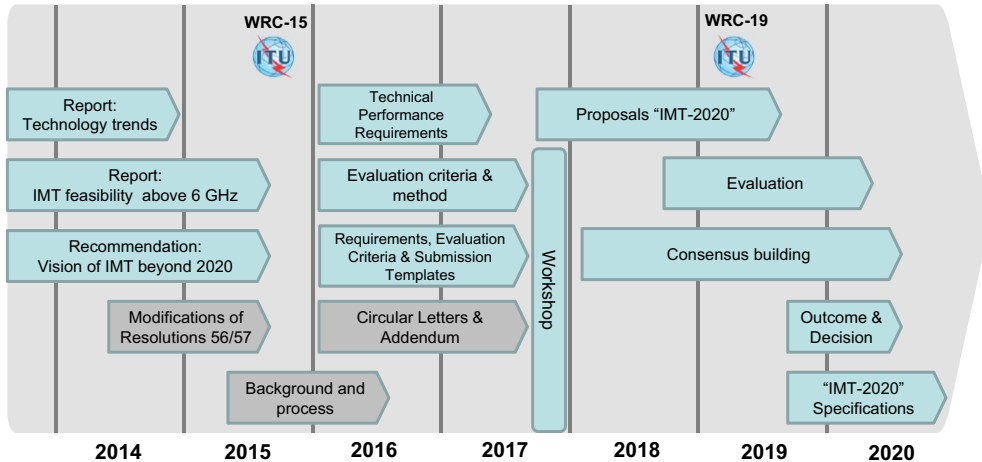 WRC-15
WRC-19
ITU
ITU
Report:
Technology trends
Technical
Performance
Requirements
Proposals “IMT-2020”
Report:
IMT feasibility above 6 GHz
Evaluation criteria &
method
Evaluation
Recommendation:
Vision of IMT beyond 2020
Requirements, Evaluation
Criteria & Submission
Templates
Workshop
Consensus building
Modifications of
Resolutions 56/57
Circular Letters &
Addendum
Outcome &
Decision
Background and
process
“IMT-2020”
Specifications
2014
2015
2016
2017
2018
2019
2020